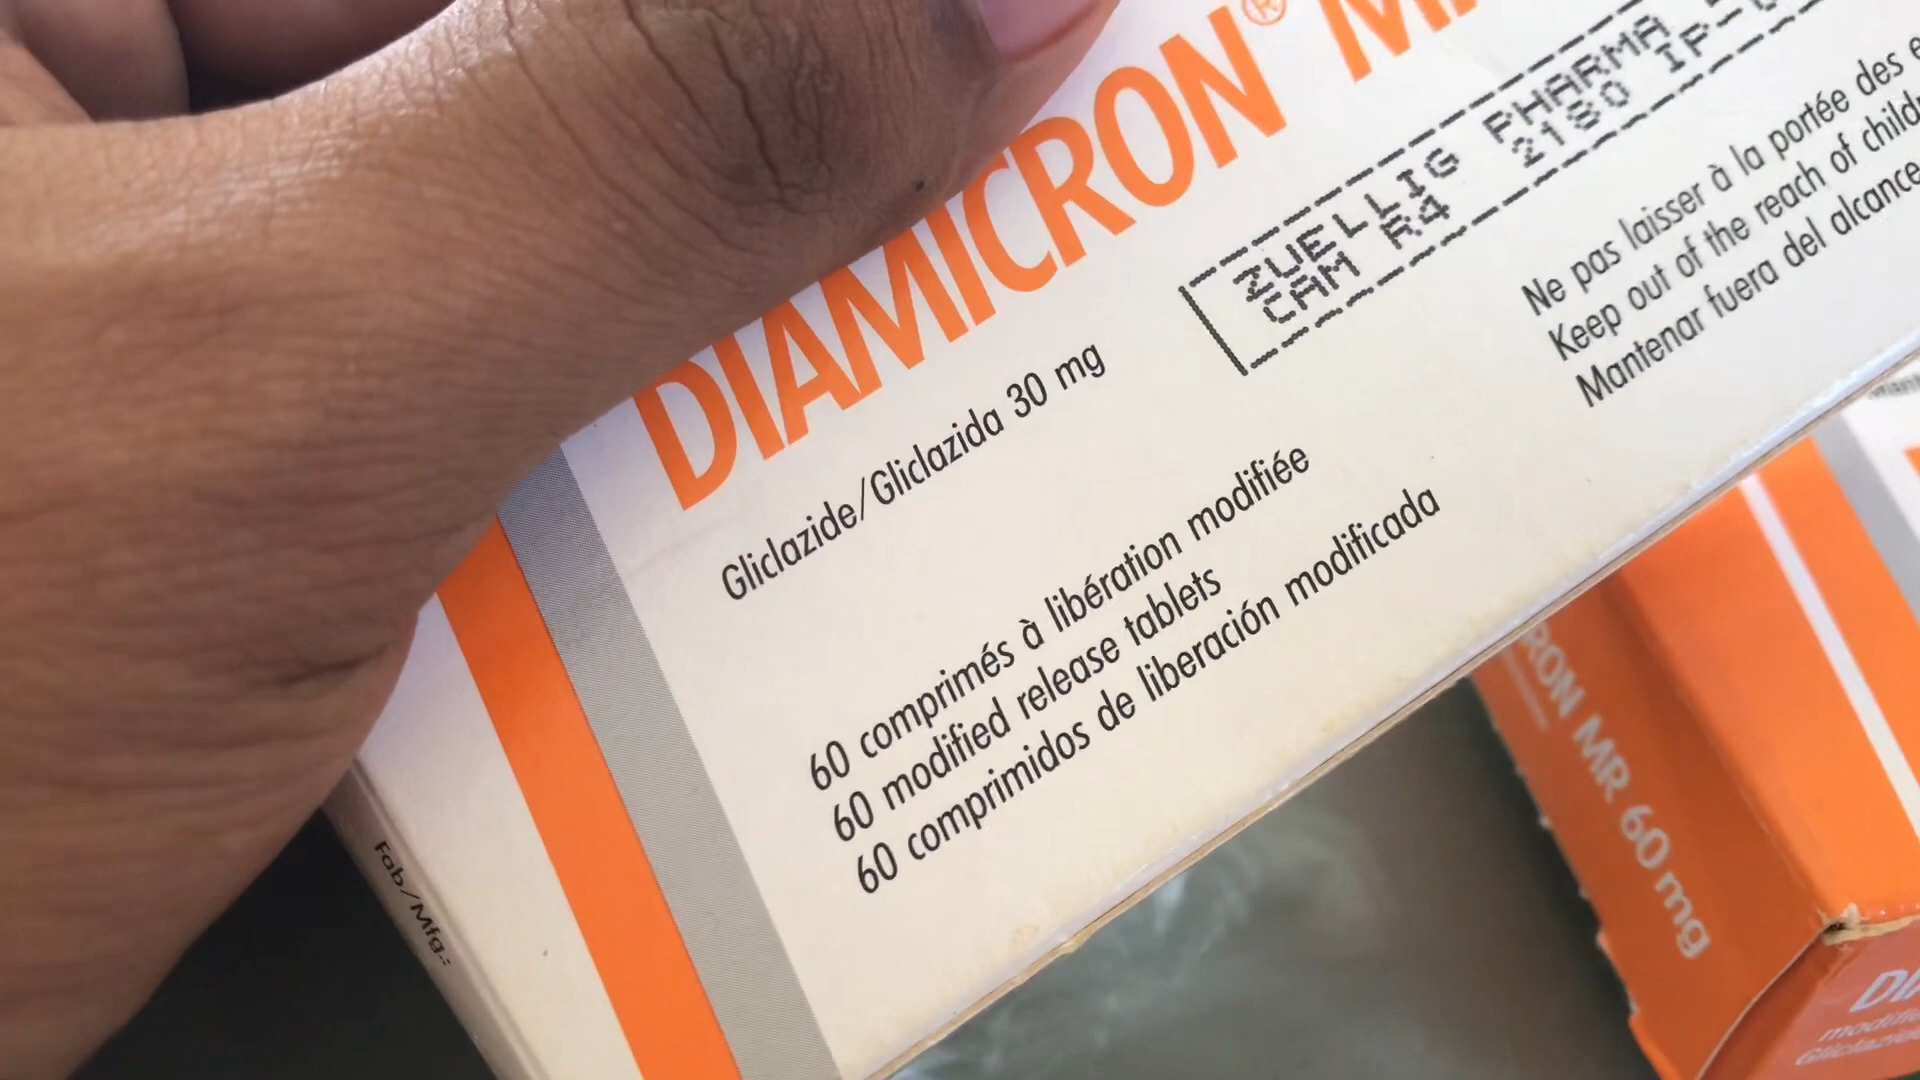 DIAMICRON®
Gliclazide/Gliclazida 30 mg
ZUELLIG PHARMA
CAM R4 2180
Ne pas laisser à la portée des
Keep out of the reach of
Mantenar fuera del alcance
60 comprimés à libération modifiée
60 modified release tablets
60 comprimidos de liberación modificada
Fab/Mfg.:
MR 60 mg